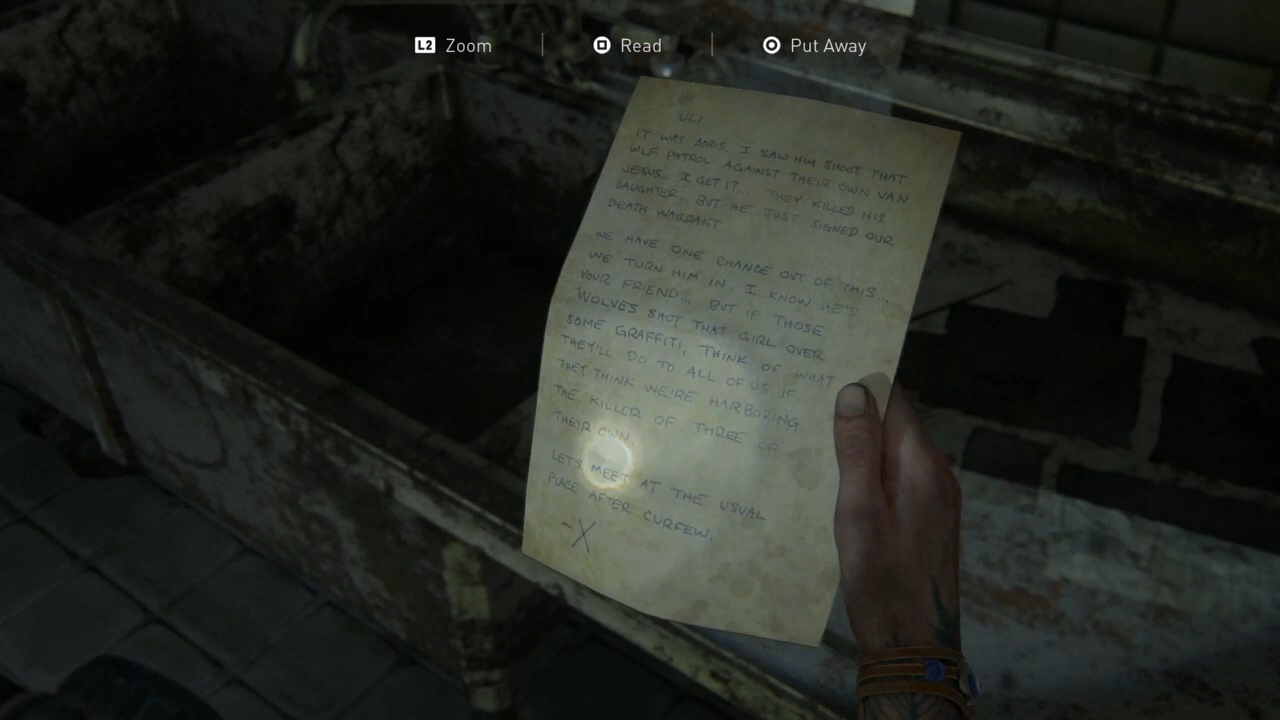 L2 Zoom | Read | Put Away
ULI
IT WAS BORIS. I SAW HIM SHOOT THAT
WLF PATROL AGAINST THEIR OWN VAN
JESUS... I GET IT... THEY KILLED HIS
DAUGHTER... BUT HE JUST SIGNED OUR
DEATH WARRANT
WE HAVE ONE CHANCE OUT OF THIS...
WE TURN HIM IN. I KNOW HE'S
YOUR FRIEND... BUT IF THOSE
WOLVES SHOT THAT GIRL OVER
SOME GRAFFITI, THINK OF WHAT
THEY'LL DO TO ALL OF US IF
THEY THINK WE'RE HARBORING
THE KILLER OF THREE OF
THEIR OWN.
LET'S MEET AT THE USUAL
PLACE AFTER CURFEW.
-X